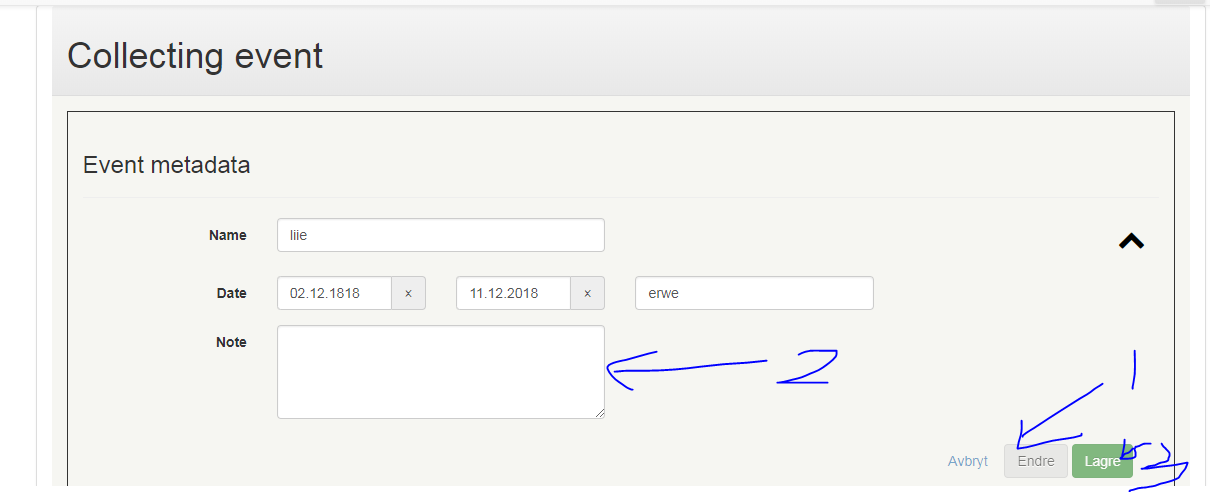 Collecting event
Event metadata
Name liie
Date 02.12.1818 × 11.12.2018 × erwe
Note
2
1
Avbryt Endre Lagre